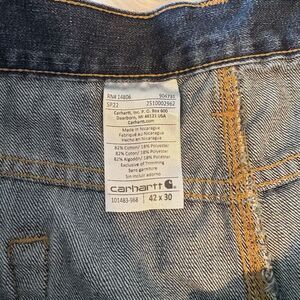 RN# 14806 904791
SP22 2510002962
Carhartt, Inc. P. O. Box 600
Dearborn, MI 48121 USA
Carhartt.com
Made in Nicaragua
Fabriqué au Nicaragua
Hecho en Nicaragua
82% Cotton/ 18% Polyester
82% Coton/ 18% Polyester
82% Algodón/ 18% Poliéster
Exclusive of Trimming
Sans garniture
Sin incluir adorno
carhartt
101483-968 42 x 30